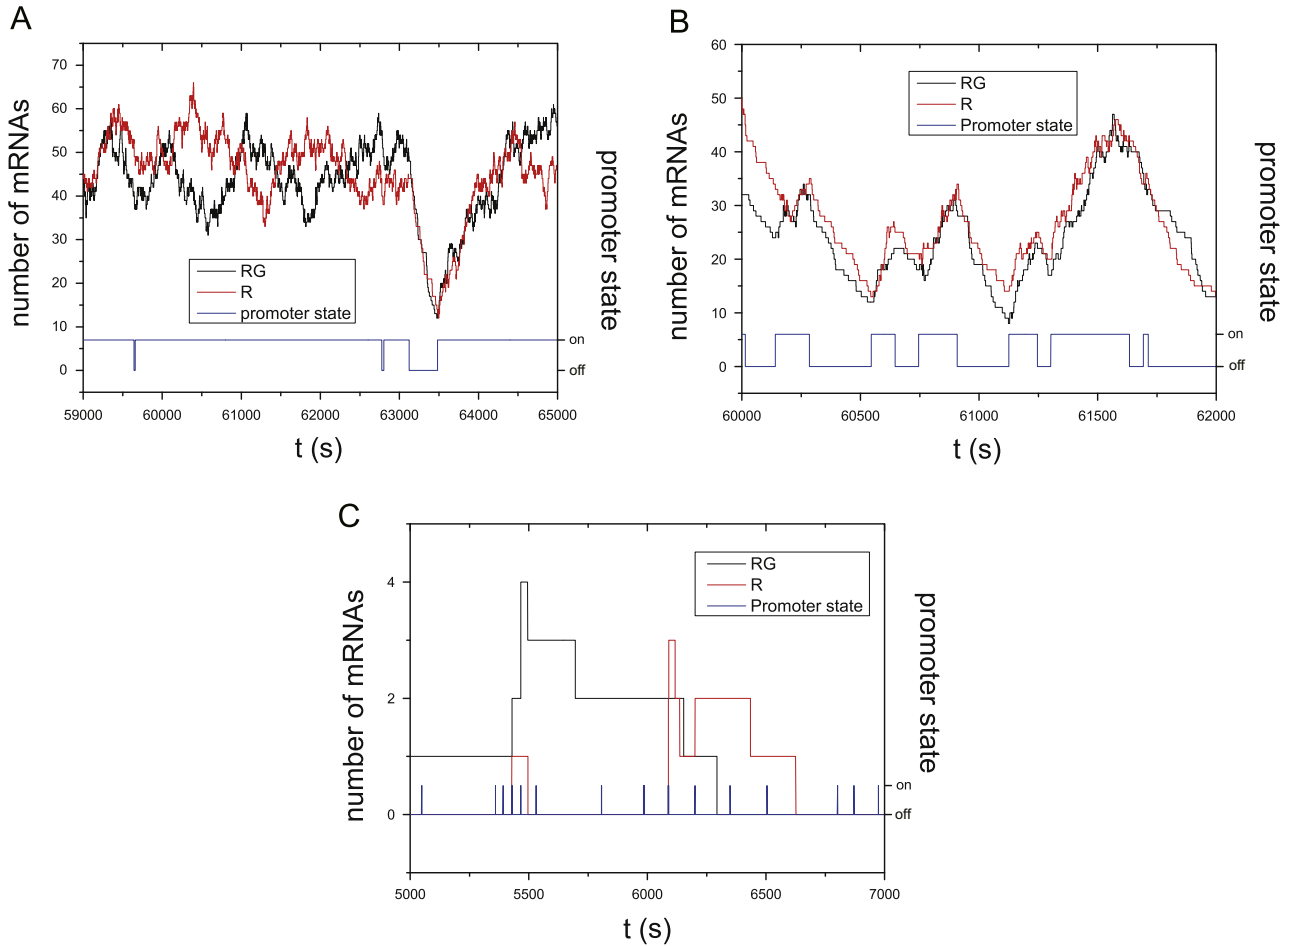 A
number of mRNAs
70
60
50
40
30
20
10
0
RG
R
promoter state
on
off
promoter state
59000 60000 61000 62000 63000 64000 65000
t (s)
B
number of mRNAs
60
50
40
30
20
10
0
RG
R
Promoter state
on
off
promoter state
60000 60500 61000 61500 62000
t (s)
C
number of mRNAs
4
2
0
RG
R
Promoter state
on
off
promoter state
5000 5500 6000 6500 7000
t (s)